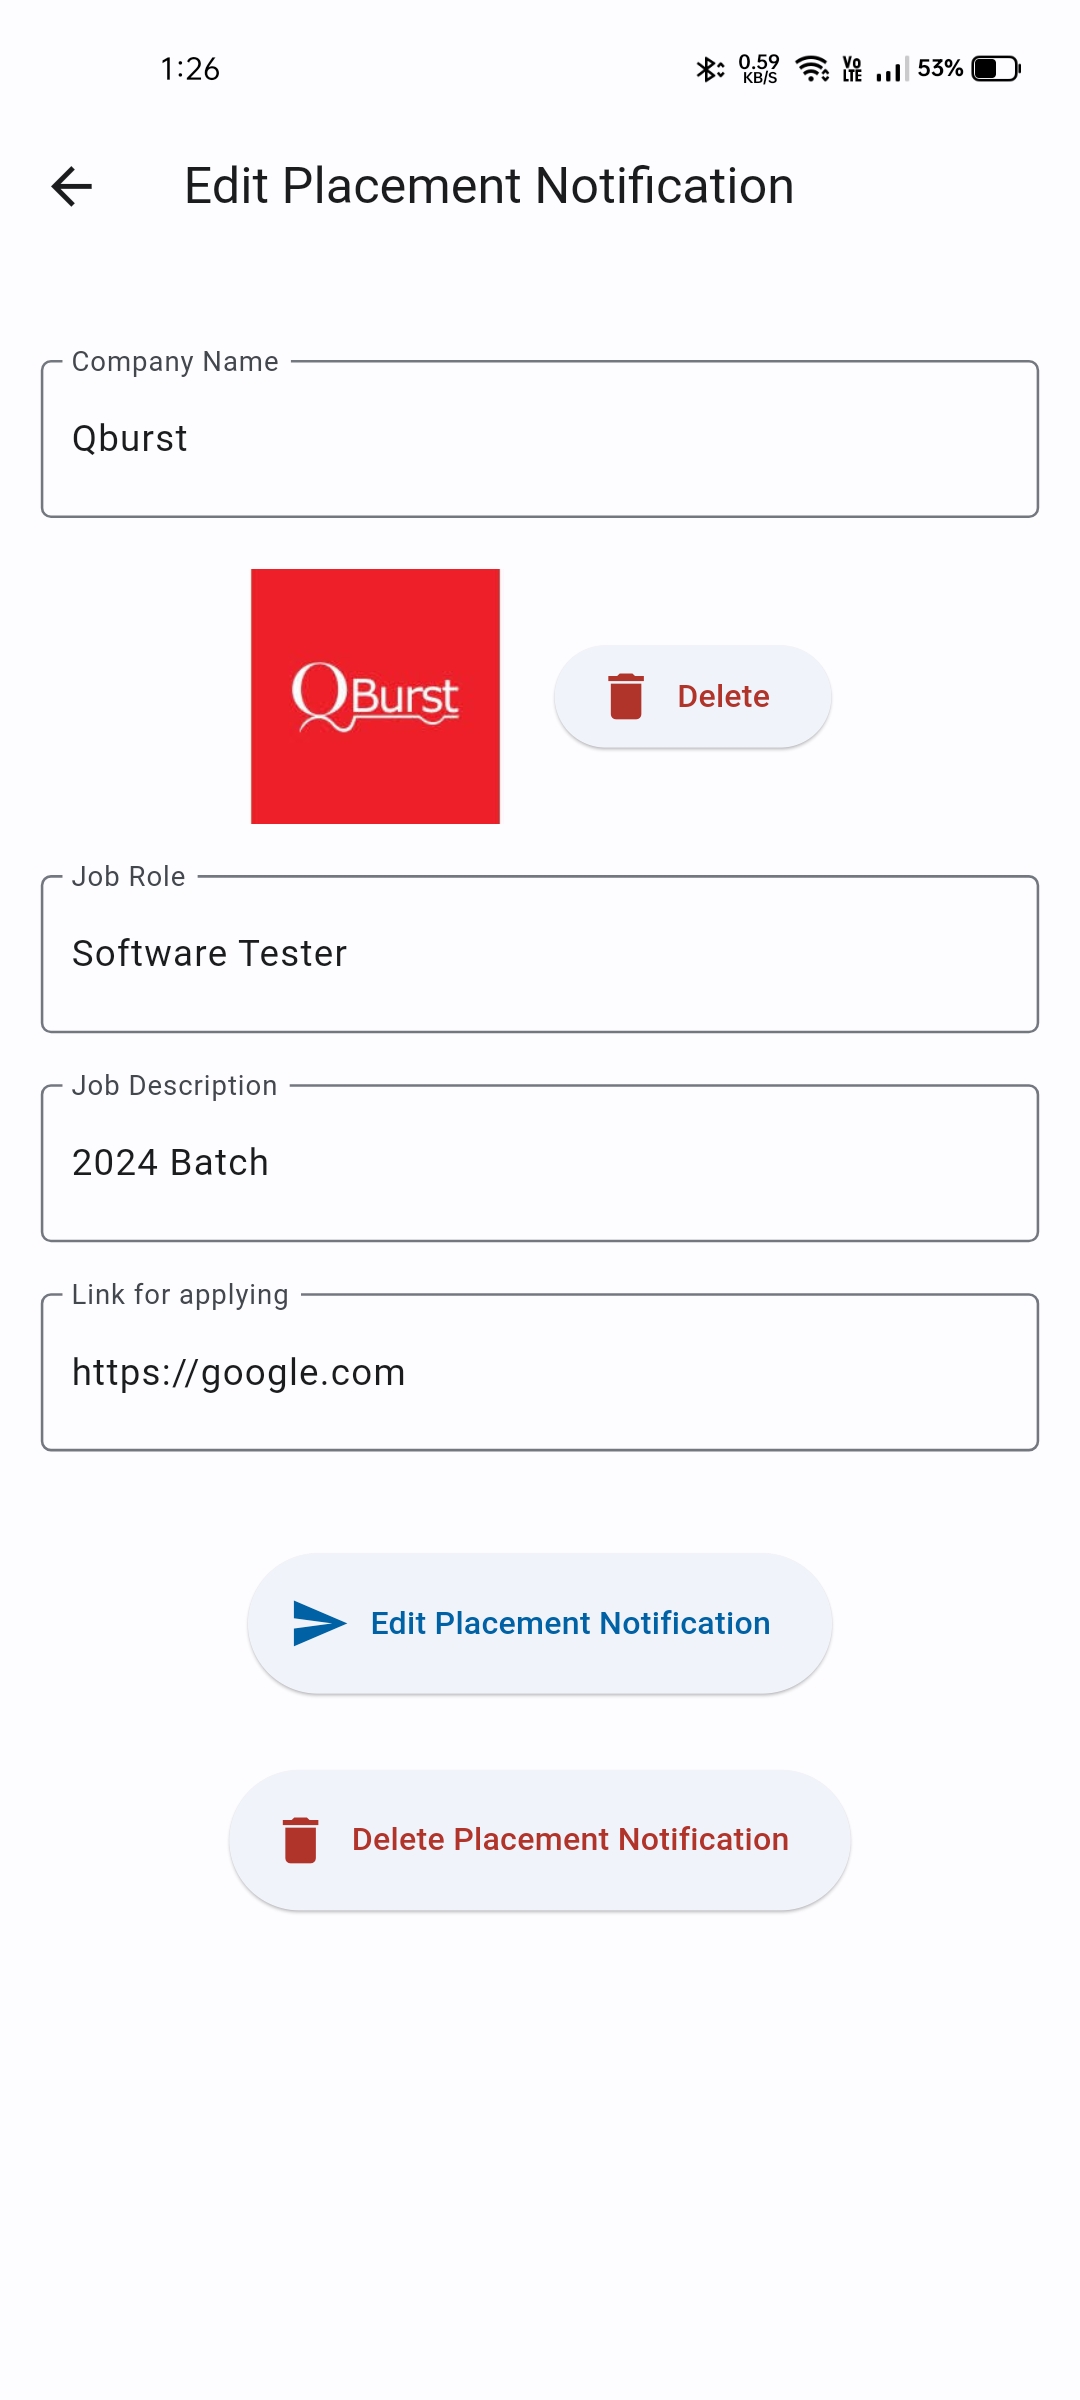 1:26
0.59
KB/S
Vo
LTE
53%
Edit Placement Notification
Company Name
Qburst
QBurst
Delete
Job Role
Software Tester
Job Description
2024 Batch
Link for applying
https://google.com
Edit Placement Notification
Delete Placement Notification